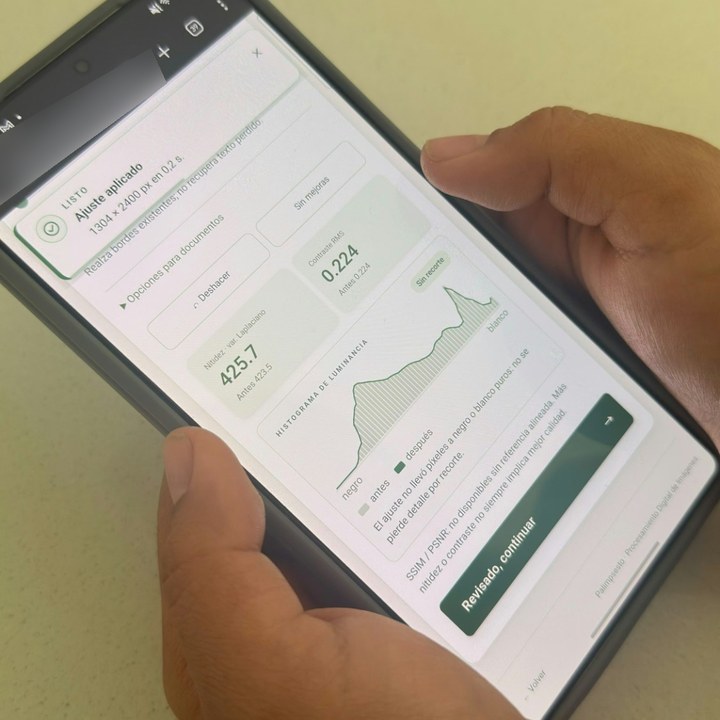 LISTO
Ajuste aplicado
1304 × 2400 px en 0,2 s.
Realza bordes existentes, no recupera texto perdido.
▶ Opciones para documentos
Deshacer
Sin mejoras
Nitidez · var. Laplaciano
425.7
Antes 423.5
Contraste RMS
0.224
Antes 0.224
HISTOGRAMA DE LUMINANCIA
Sin recorte
negro
blanco
antes
después
El ajuste no llevó píxeles a negro o blanco puros: no se
pierde detalle por recorte.
SSIM / PSNR: no disponibles sin referencia alineada. Más
nitidez o contraste no siempre implica mejor calidad.
Revisado, continuar →
← Volver
Palimpsesto · Procesamiento Digital de Imágenes